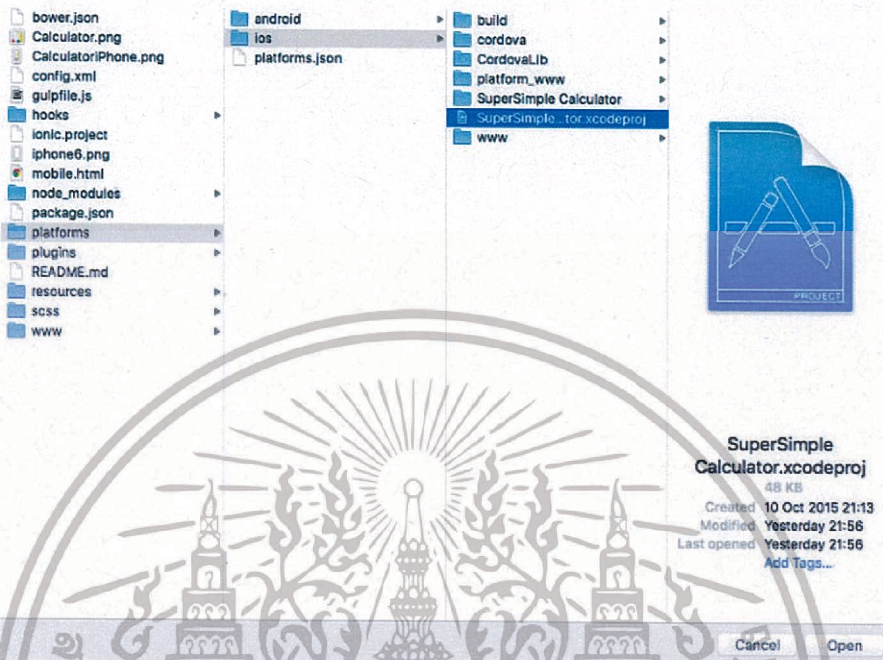 bower.json
Calculator.png
CalculatoriPhone.png
config.xml
gulpfile.js
hooks
ionic.project
iphone6.png
mobile.html
node_modules
package.json
platforms
plugins
README.md
resources
scss
www
android
ios
platforms.json
build
cordova
CordovaLib
platform_www
SuperSimple Calculator
SuperSimple...tor.xcodeproj
www
PROJECT
SuperSimple
Calculator.xcodeproj
48 KB
Created 10 Oct 2015 21:13
Modified Yesterday 21:56
Last opened Yesterday 21:56
Add Tags...
Cancel
Open